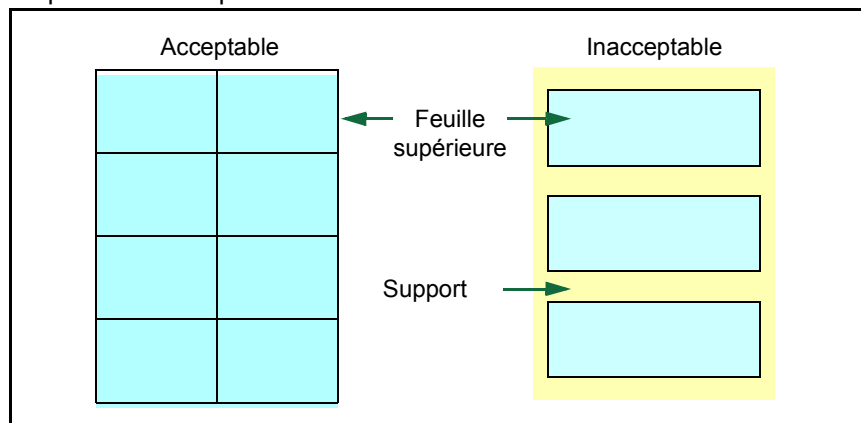 Acceptable
Inacceptable
Feuille
supérieure
Support